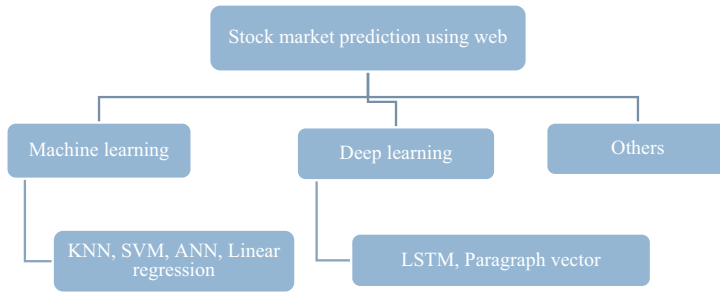 Stock market prediction using web
Machine learning
Deep learning
Others
KNN, SVM, ANN, Linear
regression
LSTM, Paragraph vector